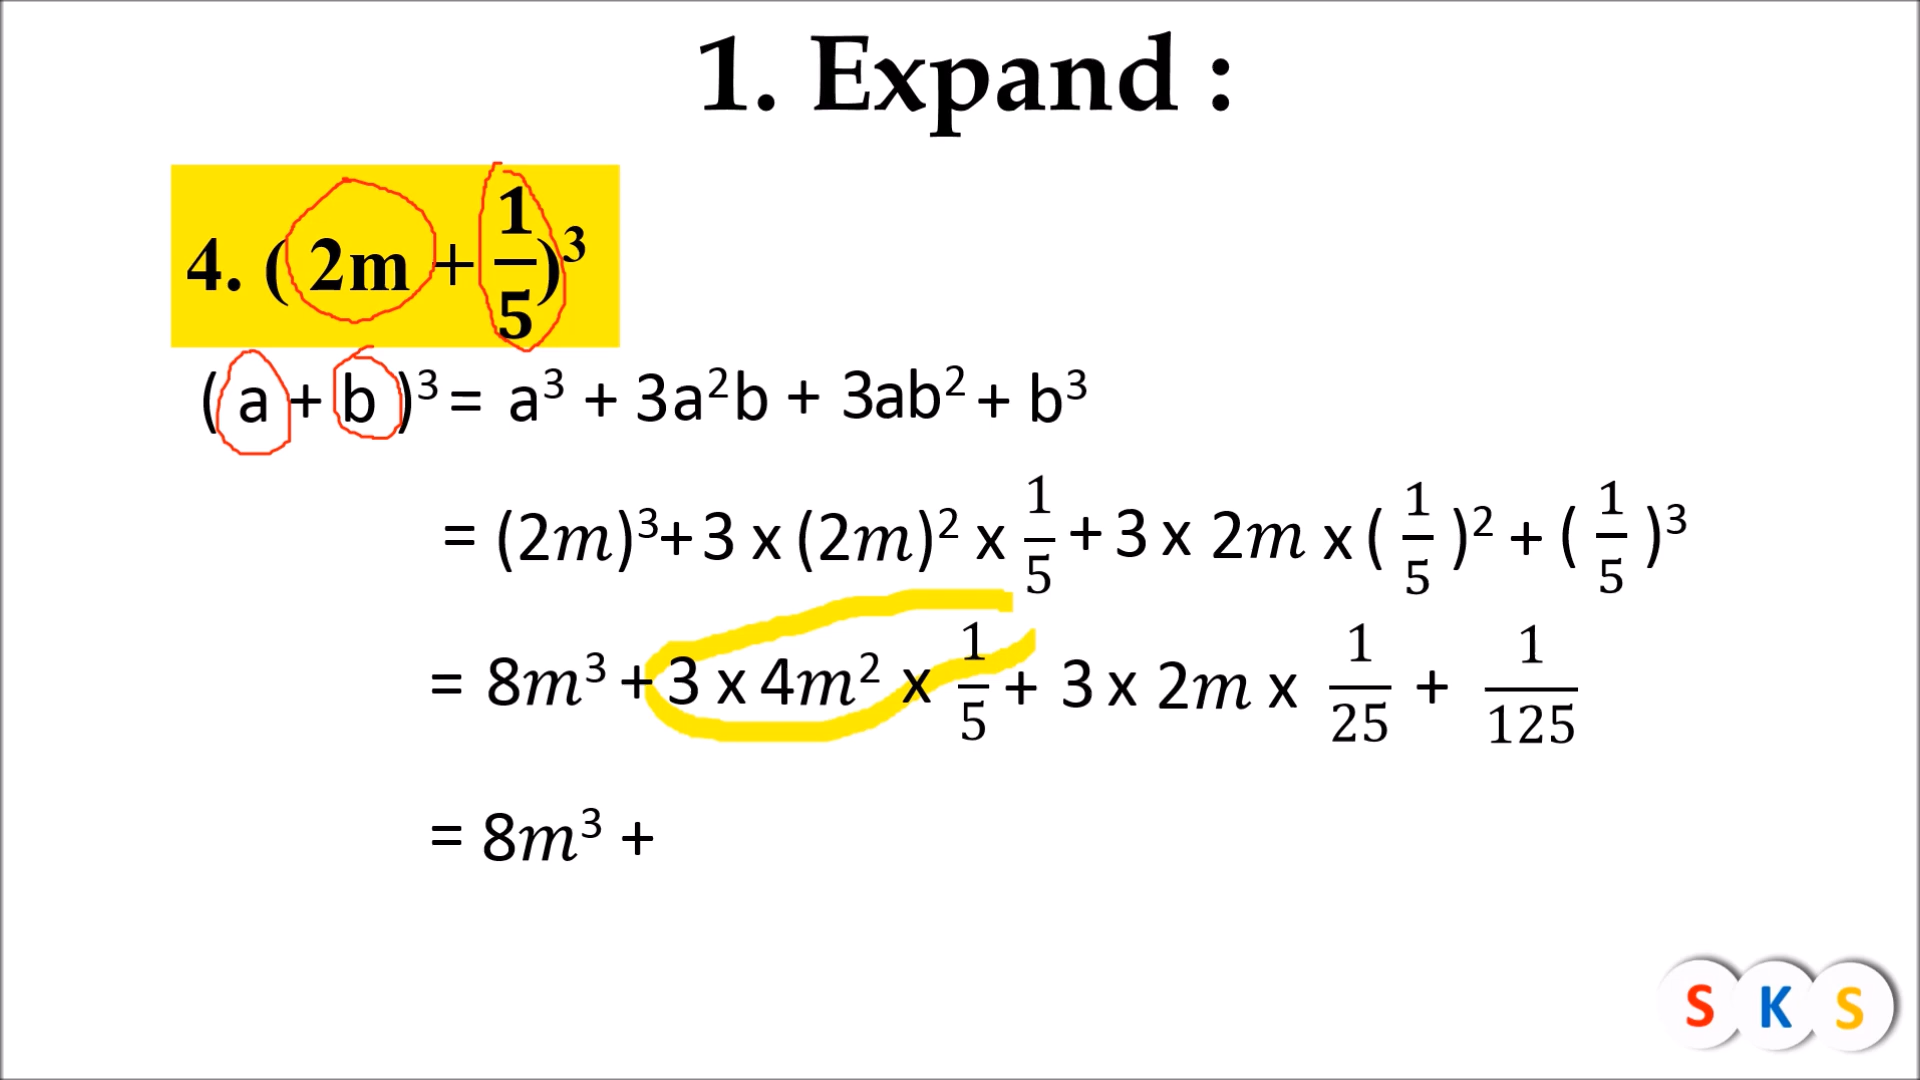 1. Expand :
4. ( 2m + 1/5 )³
( a + b )³ = a³ + 3a²b + 3ab² + b³
= (2m)³ + 3 x (2m)² x 1/5 + 3 x 2m x ( 1/5 )² + ( 1/5 )³
= 8m³ + 3 x 4m² x 1/5 + 3 x 2m x 1/25 + 1/125
= 8m³ +
S K S